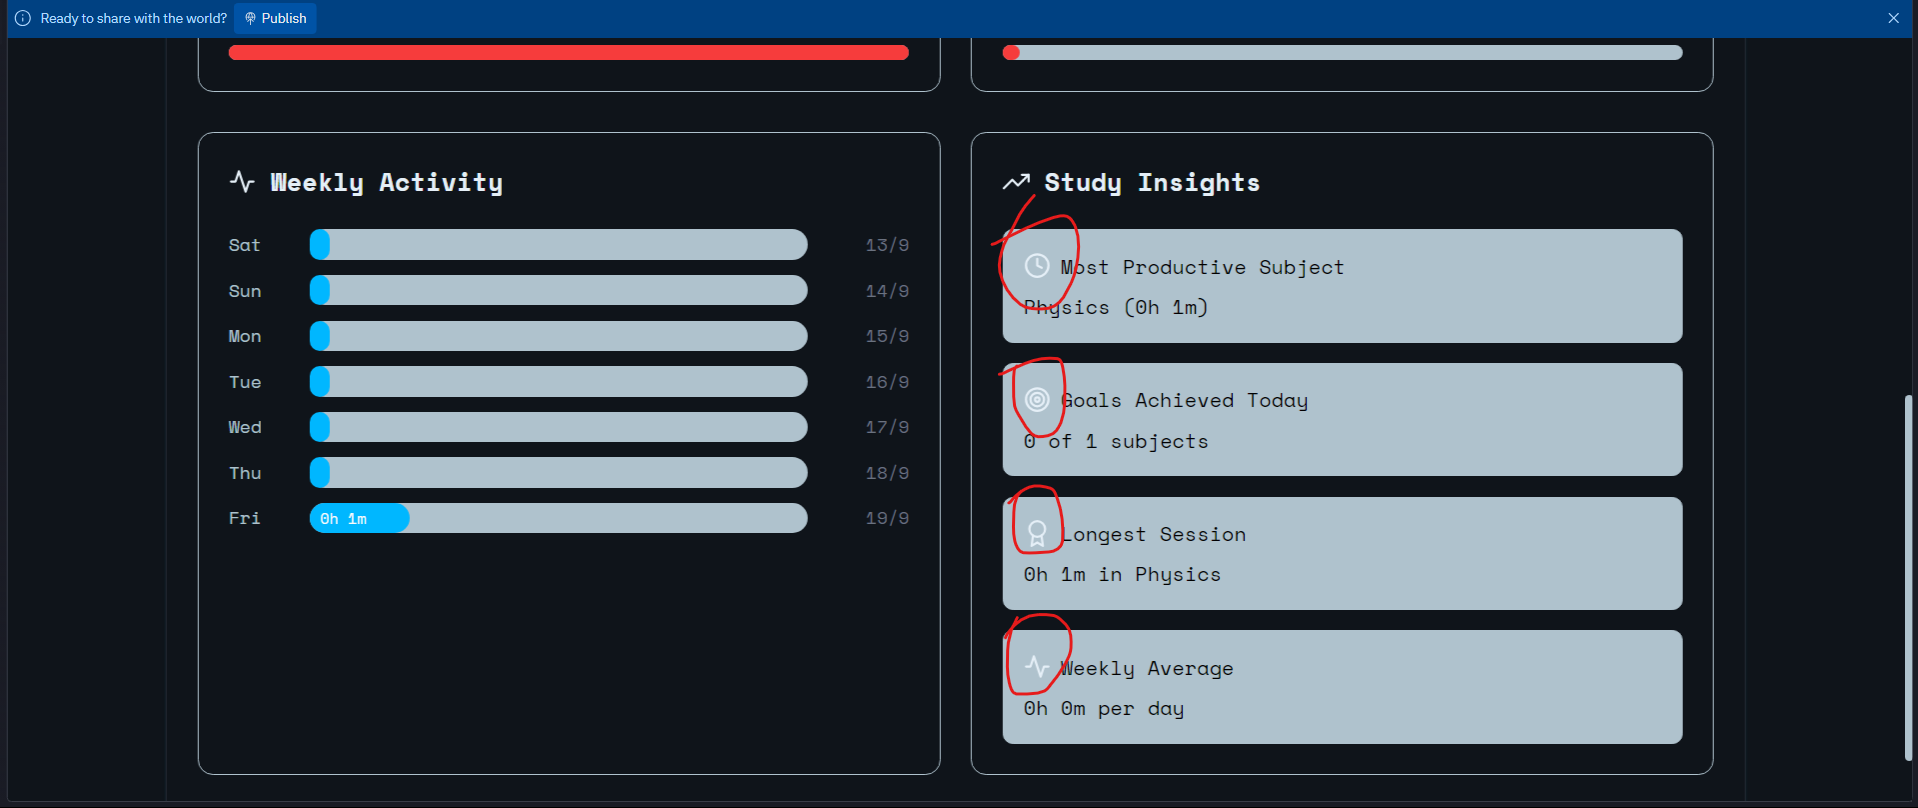 Ready to share with the world? Publish
Weekly Activity
Sat 13/9
Sun 14/9
Mon 15/9
Tue 16/9
Wed 17/9
Thu 18/9
Fri 0h 1m 19/9
Study Insights
Most Productive Subject
Physics (0h 1m)
Goals Achieved Today
0 of 1 subjects
Longest Session
0h 1m in Physics
Weekly Average
0h 0m per day